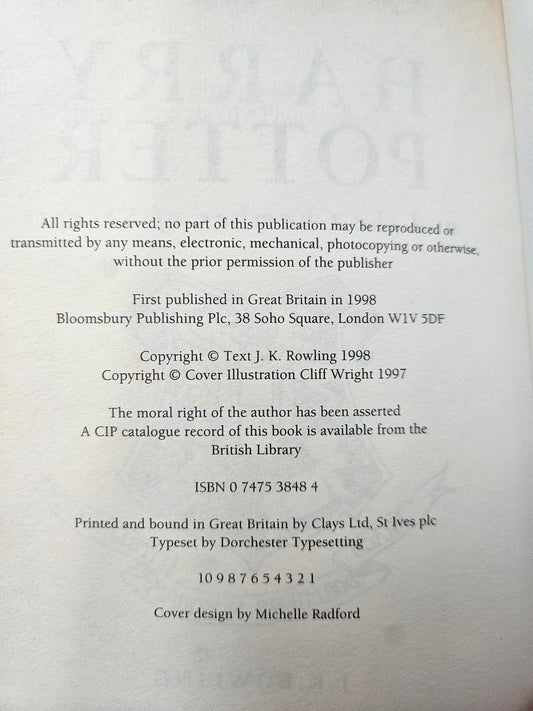 All rights reserved; no part of this publication may be reproduced or
transmitted by any means, electronic, mechanical, photocopying or otherwise,
without the prior permission of the publisher
First published in Great Britain in 1998
Bloomsbury Publishing Plc, 38 Soho Square, London W1V 5DF
Copyright © Text J. K. Rowling 1998
Copyright © Cover Illustration Cliff Wright 1997
The moral right of the author has been asserted
A CIP catalogue record of this book is available from the
British Library
ISBN 0 7475 3848 4
Printed and bound in Great Britain by Clays Ltd, St Ives plc
Typeset by Dorchester Typesetting
10 9 8 7 6 5 4 3 2 1
Cover design by Michelle Radford